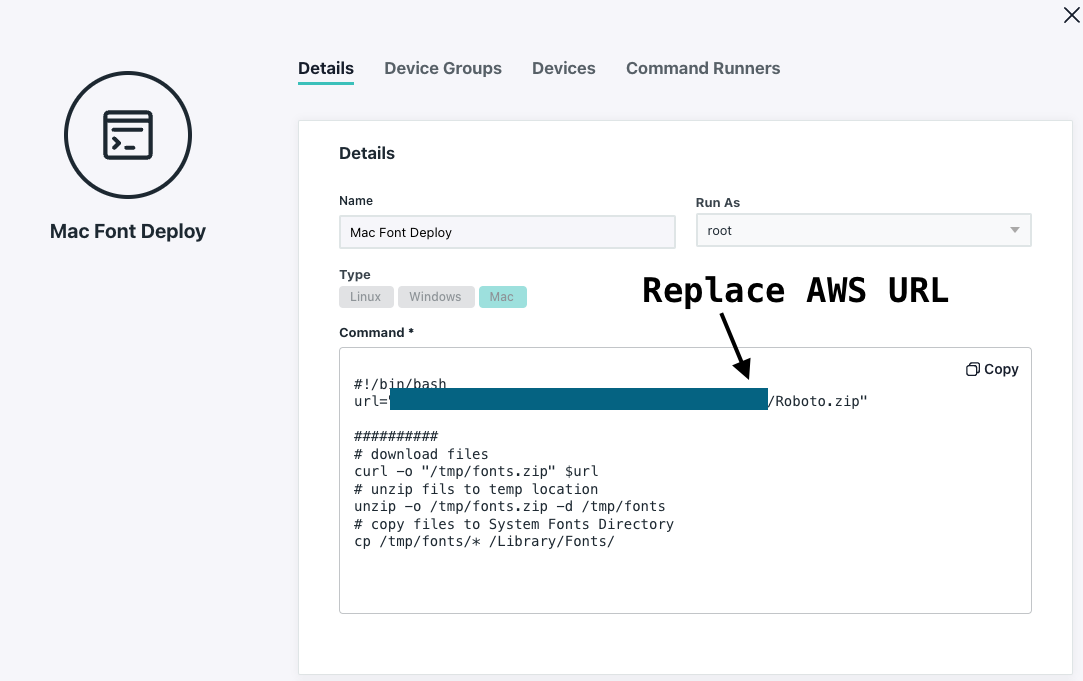 Details Device Groups Devices Command Runners
Mac Font Deploy
Details
Name
Mac Font Deploy
Run As
root
Type
Linux Windows Mac
Replace AWS URL
Command *
Copy
#!/bin/bash
url="/Roboto.zip"
##########
# download files
curl -o "/tmp/fonts.zip" $url
# unzip fils to temp location
unzip -o /tmp/fonts.zip -d /tmp/fonts
# copy files to System Fonts Directory
cp /tmp/fonts/* /Library/Fonts/